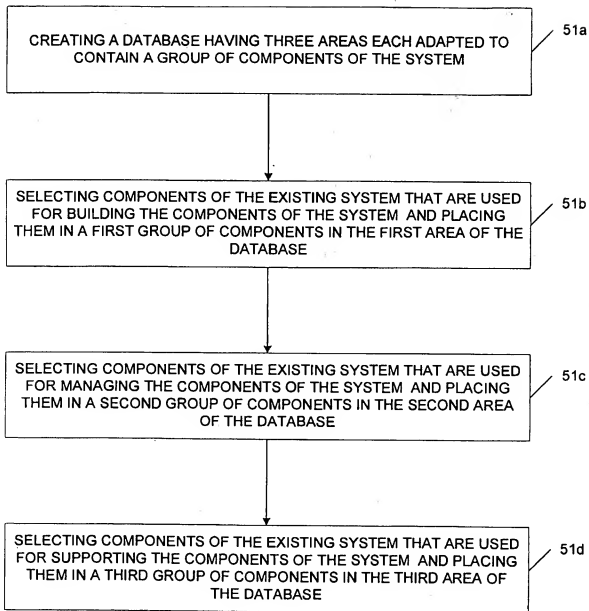 CREATING A DATABASE HAVING THREE AREAS EACH ADAPTED TO
CONTAIN A GROUP OF COMPONENTS OF THE SYSTEM
51a
SELECTING COMPONENTS OF THE EXISTING SYSTEM THAT ARE USED
FOR BUILDING THE COMPONENTS OF THE SYSTEM AND PLACING
THEM IN A FIRST GROUP OF COMPONENTS IN THE FIRST AREA OF THE
DATABASE
51b
SELECTING COMPONENTS OF THE EXISTING SYSTEM THAT ARE USED
FOR MANAGING THE COMPONENTS OF THE SYSTEM AND PLACING
THEM IN A SECOND GROUP OF COMPONENTS IN THE SECOND AREA
OF THE DATABASE
51c
SELECTING COMPONENTS OF THE EXISTING SYSTEM THAT ARE USED
FOR SUPPORTING THE COMPONENTS OF THE SYSTEM AND PLACING
THEM IN A THIRD GROUP OF COMPONENTS IN THE THIRD AREA OF
THE DATABASE
51d